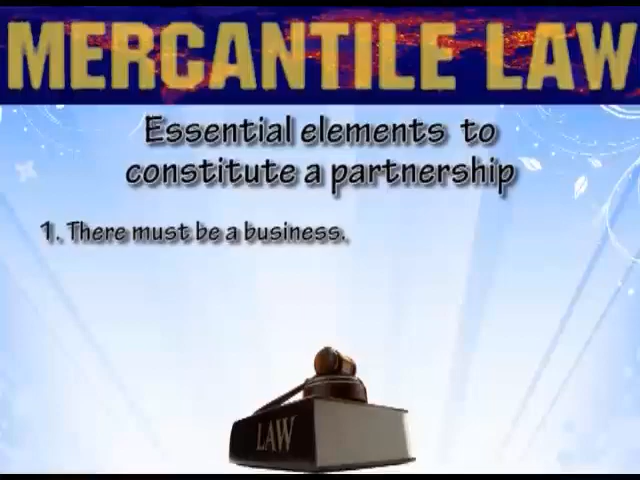 MERCANTILE LAW
Essential elements to
constitute a partnership
1. There must be a business.
LAW